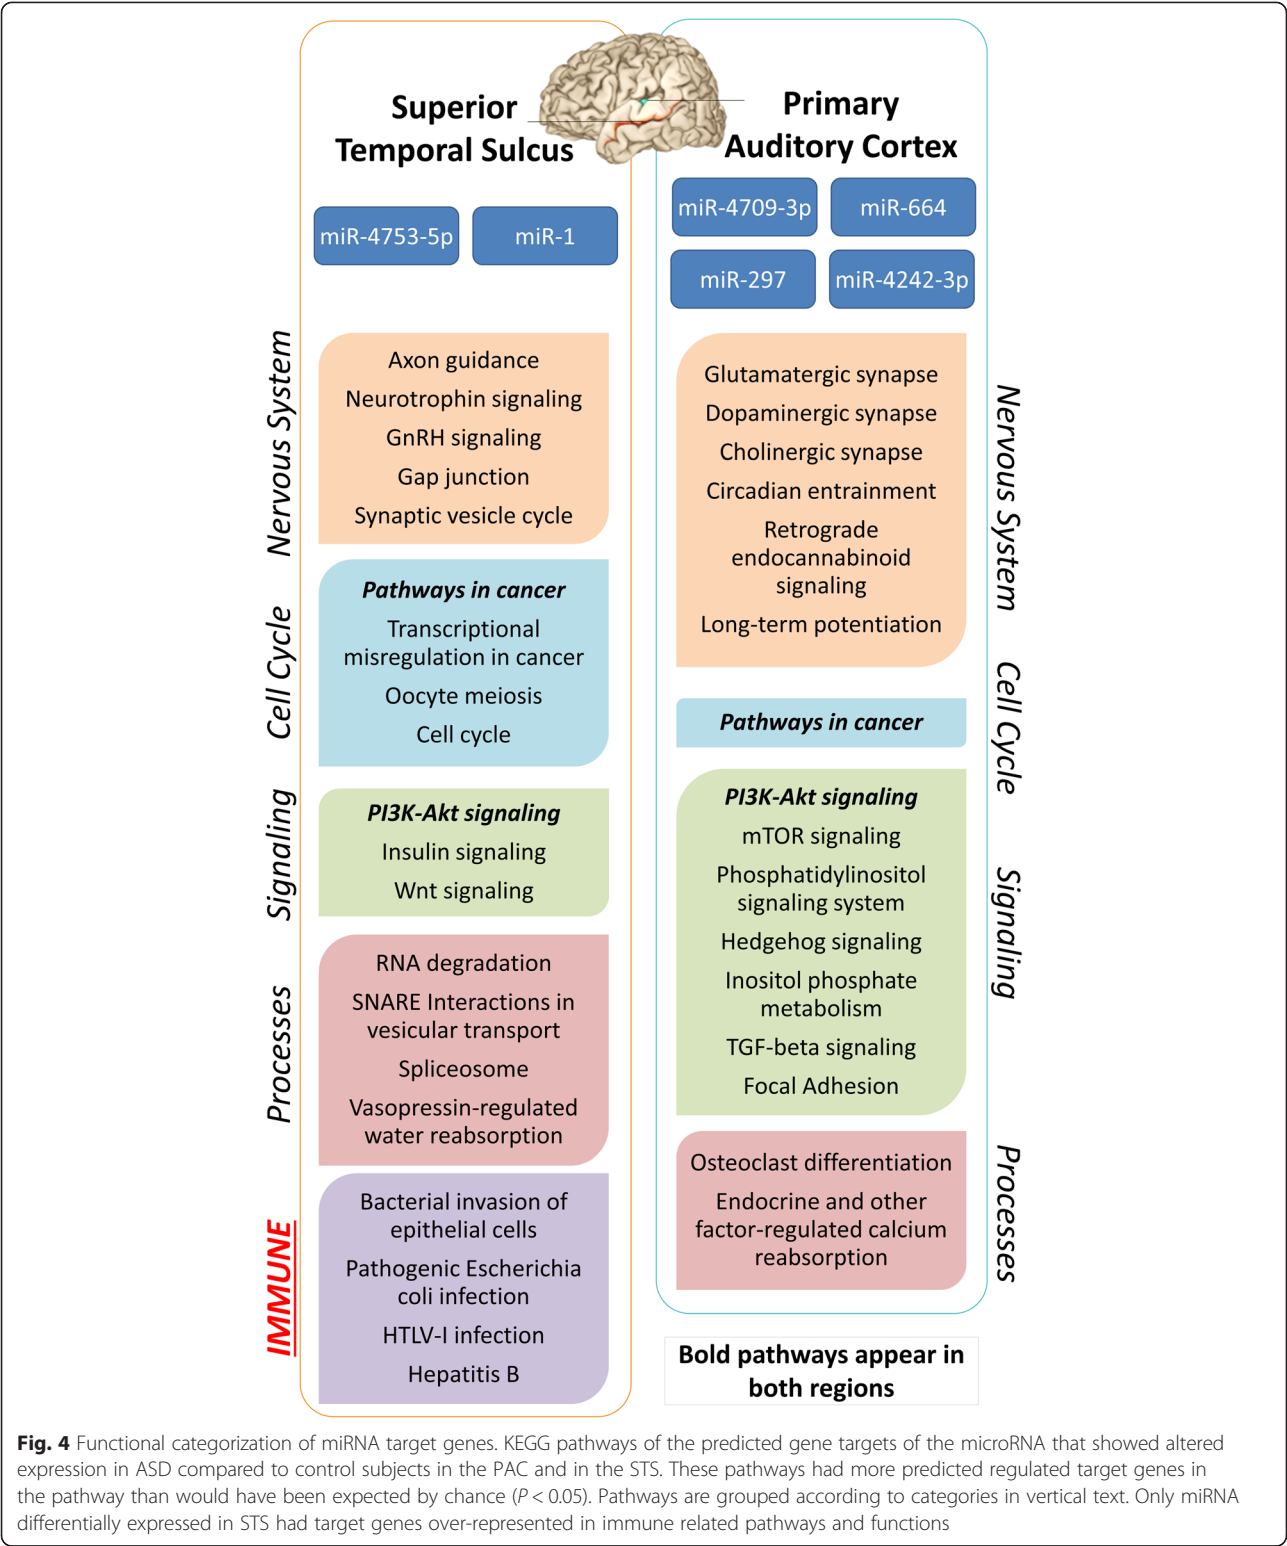 Superior
Temporal Sulcus
miR-4753-5p
miR-1
Nervous System
Axon guidance
Neurotrophin signaling
GnRH signaling
Gap junction
Synaptic vesicle cycle
Cell Cycle
Pathways in cancer
Transcriptional
misregulation in cancer
Oocyte meiosis
Cell cycle
Signaling
PI3K-Akt signaling
Insulin signaling
Wnt signaling
Processes
RNA degradation
SNARE Interactions in
vesicular transport
Spliceosome
Vasopressin-regulated
water reabsorption
IMMUNE
Bacterial invasion of
epithelial cells
Pathogenic Escherichia
coli infection
HTLV-I infection
Hepatitis B
Primary
Auditory Cortex
miR-4709-3p
miR-664
miR-297
miR-4242-3p
Nervous System
Glutamatergic synapse
Dopaminergic synapse
Cholinergic synapse
Circadian entrainment
Retrograde
endocannabinoid
signaling
Long-term potentiation
Cell Cycle
Pathways in cancer
Signaling
PI3K-Akt signaling
mTOR signaling
Phosphatidylinositol
signaling system
Hedgehog signaling
Inositol phosphate
metabolism
TGF-beta signaling
Focal Adhesion
Processes
Osteoclast differentiation
Endocrine and other
factor-regulated calcium
reabsorption
Bold pathways appear in
both regions
Fig. 4 Functional categorization of miRNA target genes. KEGG pathways of the predicted gene targets of the microRNA that showed altered
expression in ASD compared to control subjects in the PAC and in the STS. These pathways had more predicted regulated target genes in
the pathway than would have been expected by chance (P < 0.05). Pathways are grouped according to categories in vertical text. Only miRNA
differentially expressed in STS had target genes over-represented in immune related pathways and functions